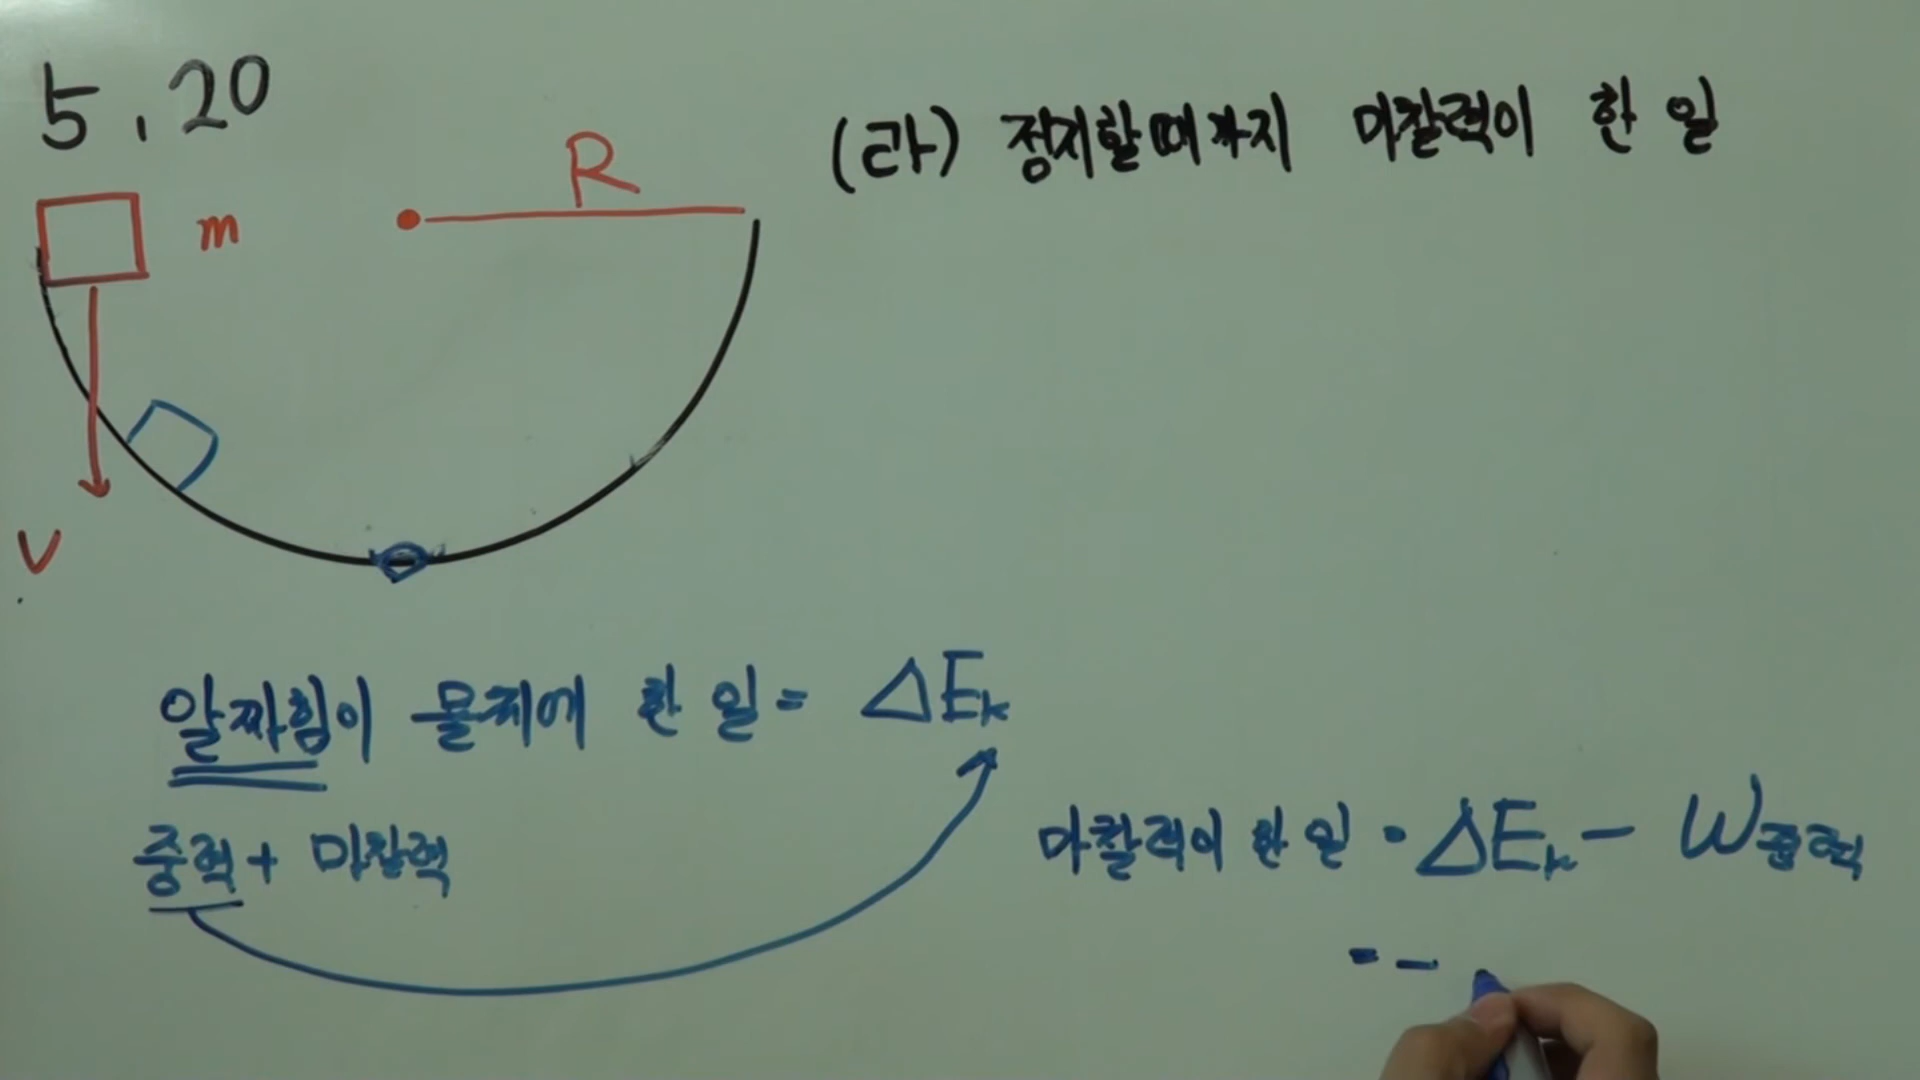 5.20
m
R
V
(라) 정지할때까지 마찰력이 한 일
알짜힘이 물체에 한 일 = ΔEk
중력 + 마찰력
마찰력이 한 일 = ΔEk - W중력
= -